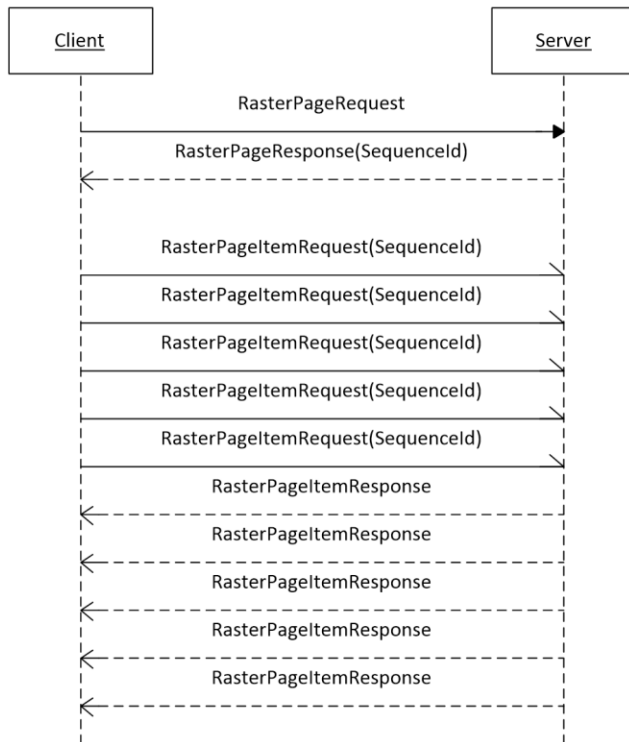 Client
Server
RasterPageRequest
RasterPageResponse(SequenceId)
RasterPageItemRequest(SequenceId)
RasterPageItemRequest(SequenceId)
RasterPageItemRequest(SequenceId)
RasterPageItemRequest(SequenceId)
RasterPageItemRequest(SequenceId)
RasterPageItemResponse
RasterPageItemResponse
RasterPageItemResponse
RasterPageItemResponse
RasterPageItemResponse